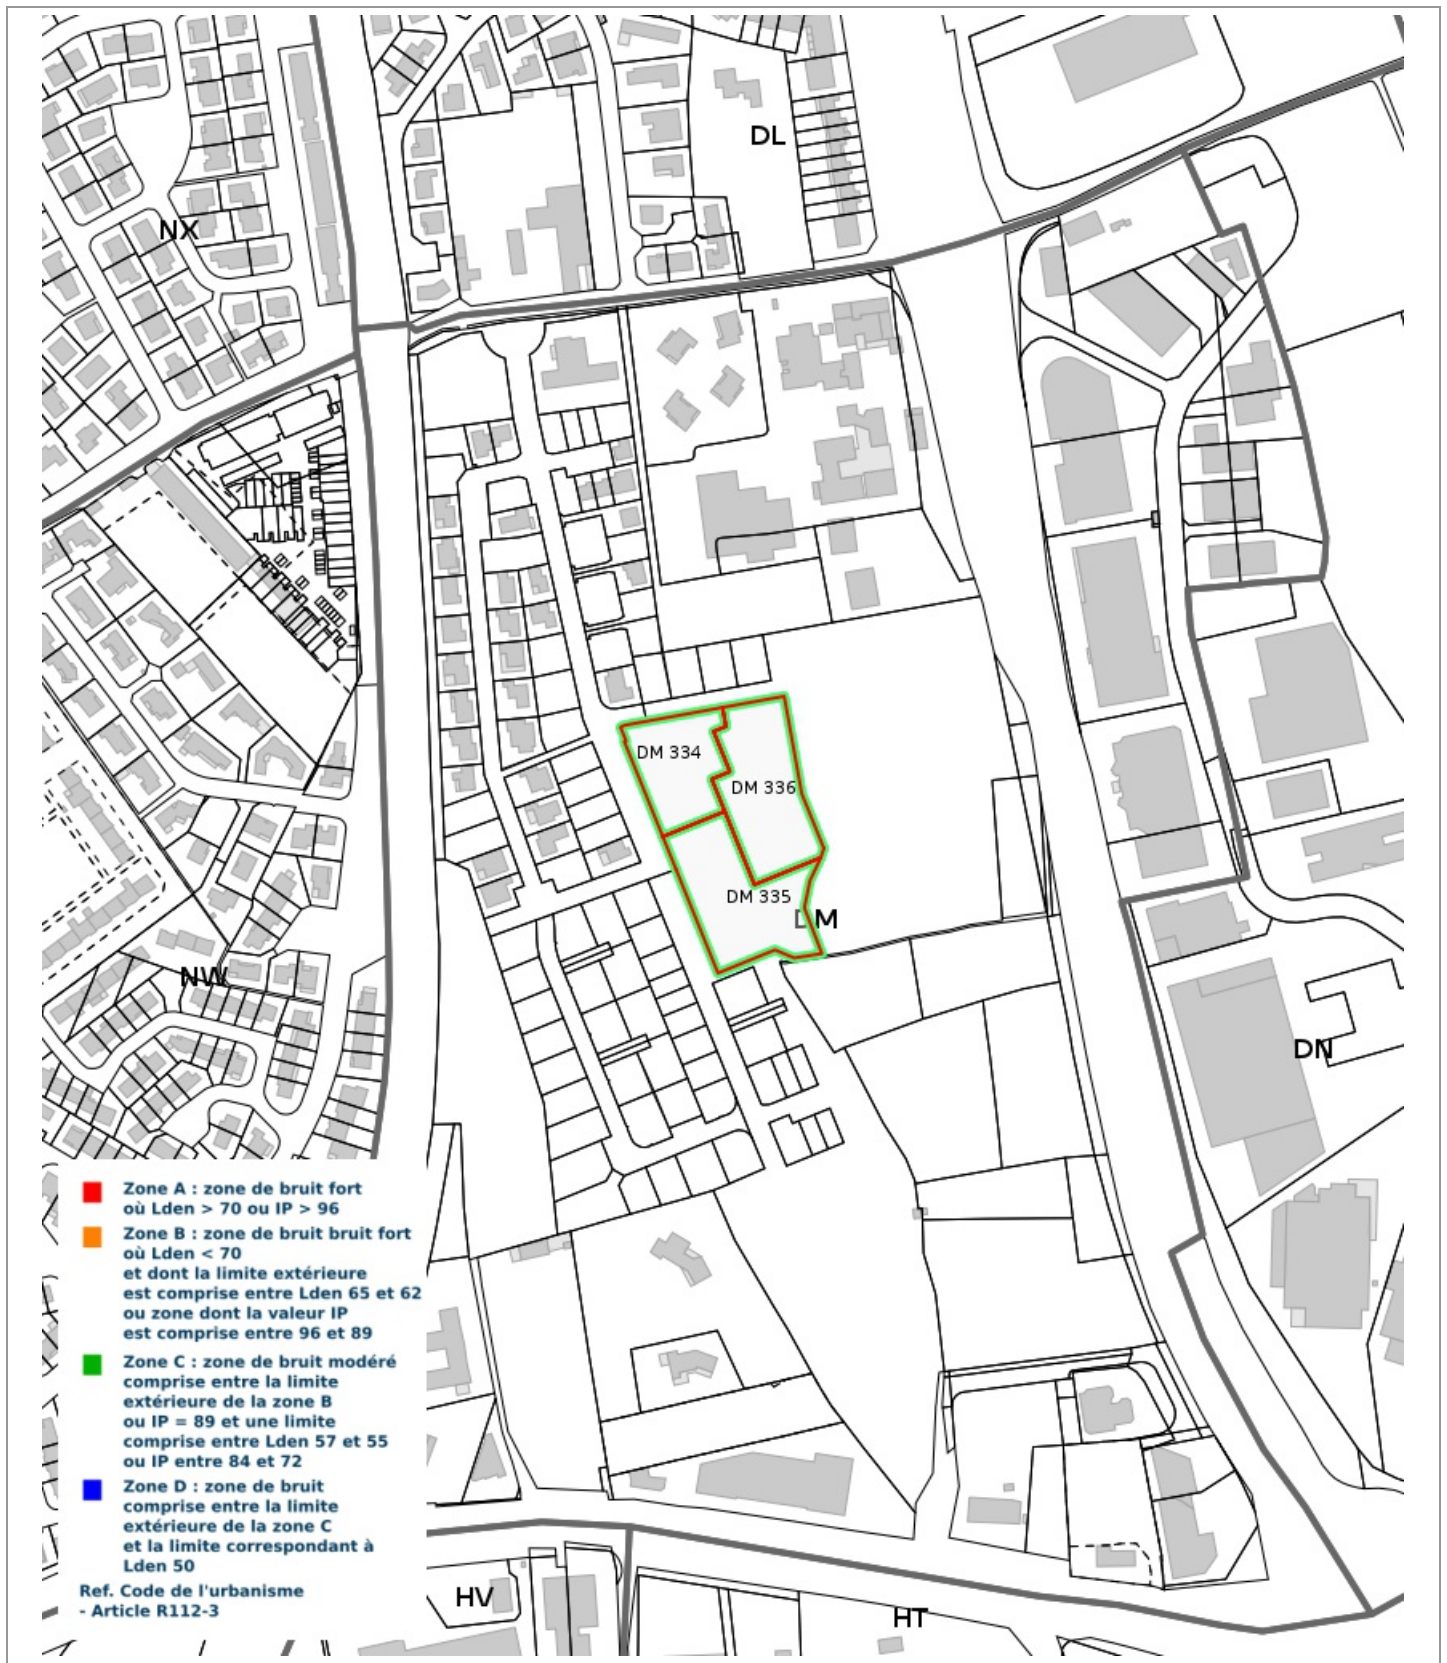 DL
NX
DM 334
DM 336
DM 335
DM
NW
DN
Zone A : zone de bruit fort
où Lden > 70 ou IP > 96
Zone B : zone de bruit bruit fort
où Lden < 70
et dont la limite extérieure
est comprise entre Lden 65 et 62
ou zone dont la valeur IP
est comprise entre 96 et 89
Zone C : zone de bruit modéré
comprise entre la limite
extérieure de la zone B
ou IP = 89 et une limite
comprise entre Lden 57 et 55
ou IP entre 84 et 72
Zone D : zone de bruit
comprise entre la limite
extérieure de la zone C
et la limite correspondant à
Lden 50
Ref. Code de l'urbanisme
- Article R112-3
HV
HT